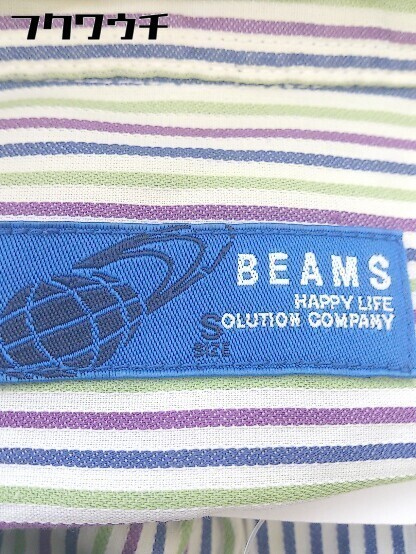 フクワウチ
BEAMS
HAPPY LIFE
SOLUTION COMPANY
S
SIZE